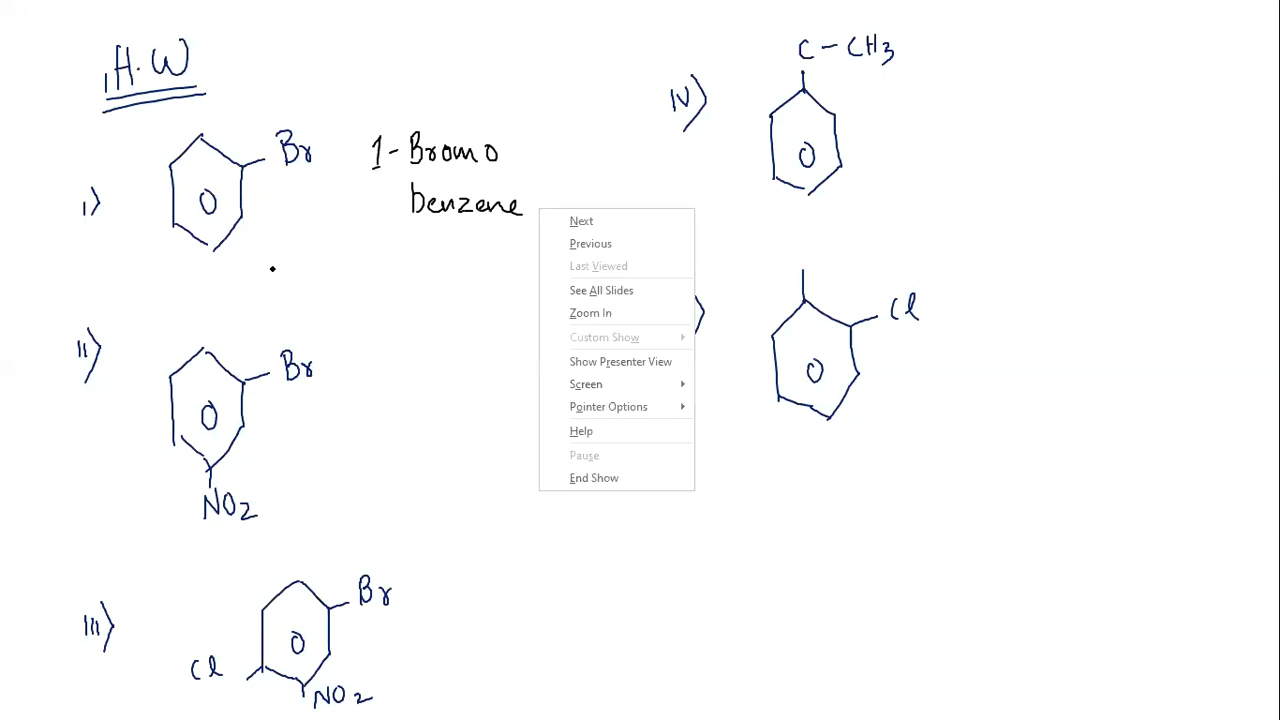 H.W
I)
Br
1- Bromo
benzene
II)
Br
NO2
III)
Br
Cl
NO2
IV)
C - CH3
)
Cl
Next
Previous
Last Viewed
See All Slides
Zoom In
Custom Show
Show Presenter View
Screen
Pointer Options
Help
Pause
End Show